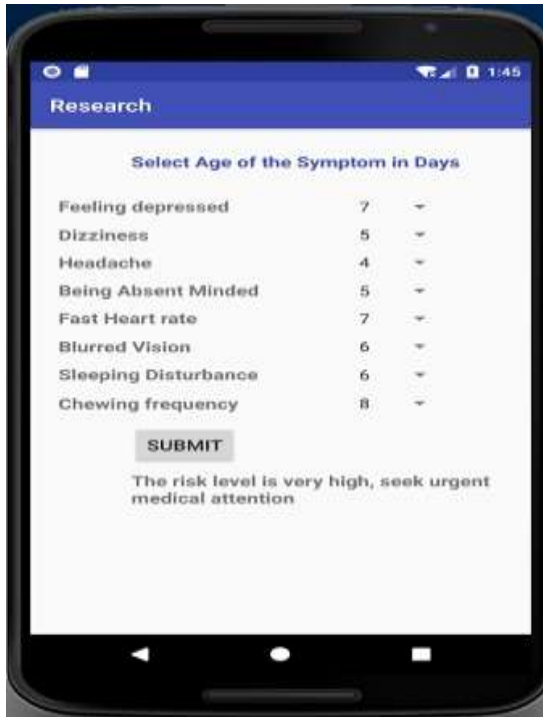 1:45
Research
Select Age of the Symptom in Days
Feeling depressed 7
Dizziness 5
Headache 4
Being Absent Minded 5
Fast Heart rate 7
Blurred Vision 6
Sleeping Disturbance 6
Chewing frequency 8
SUBMIT
The risk level is very high, seek urgent
medical attention